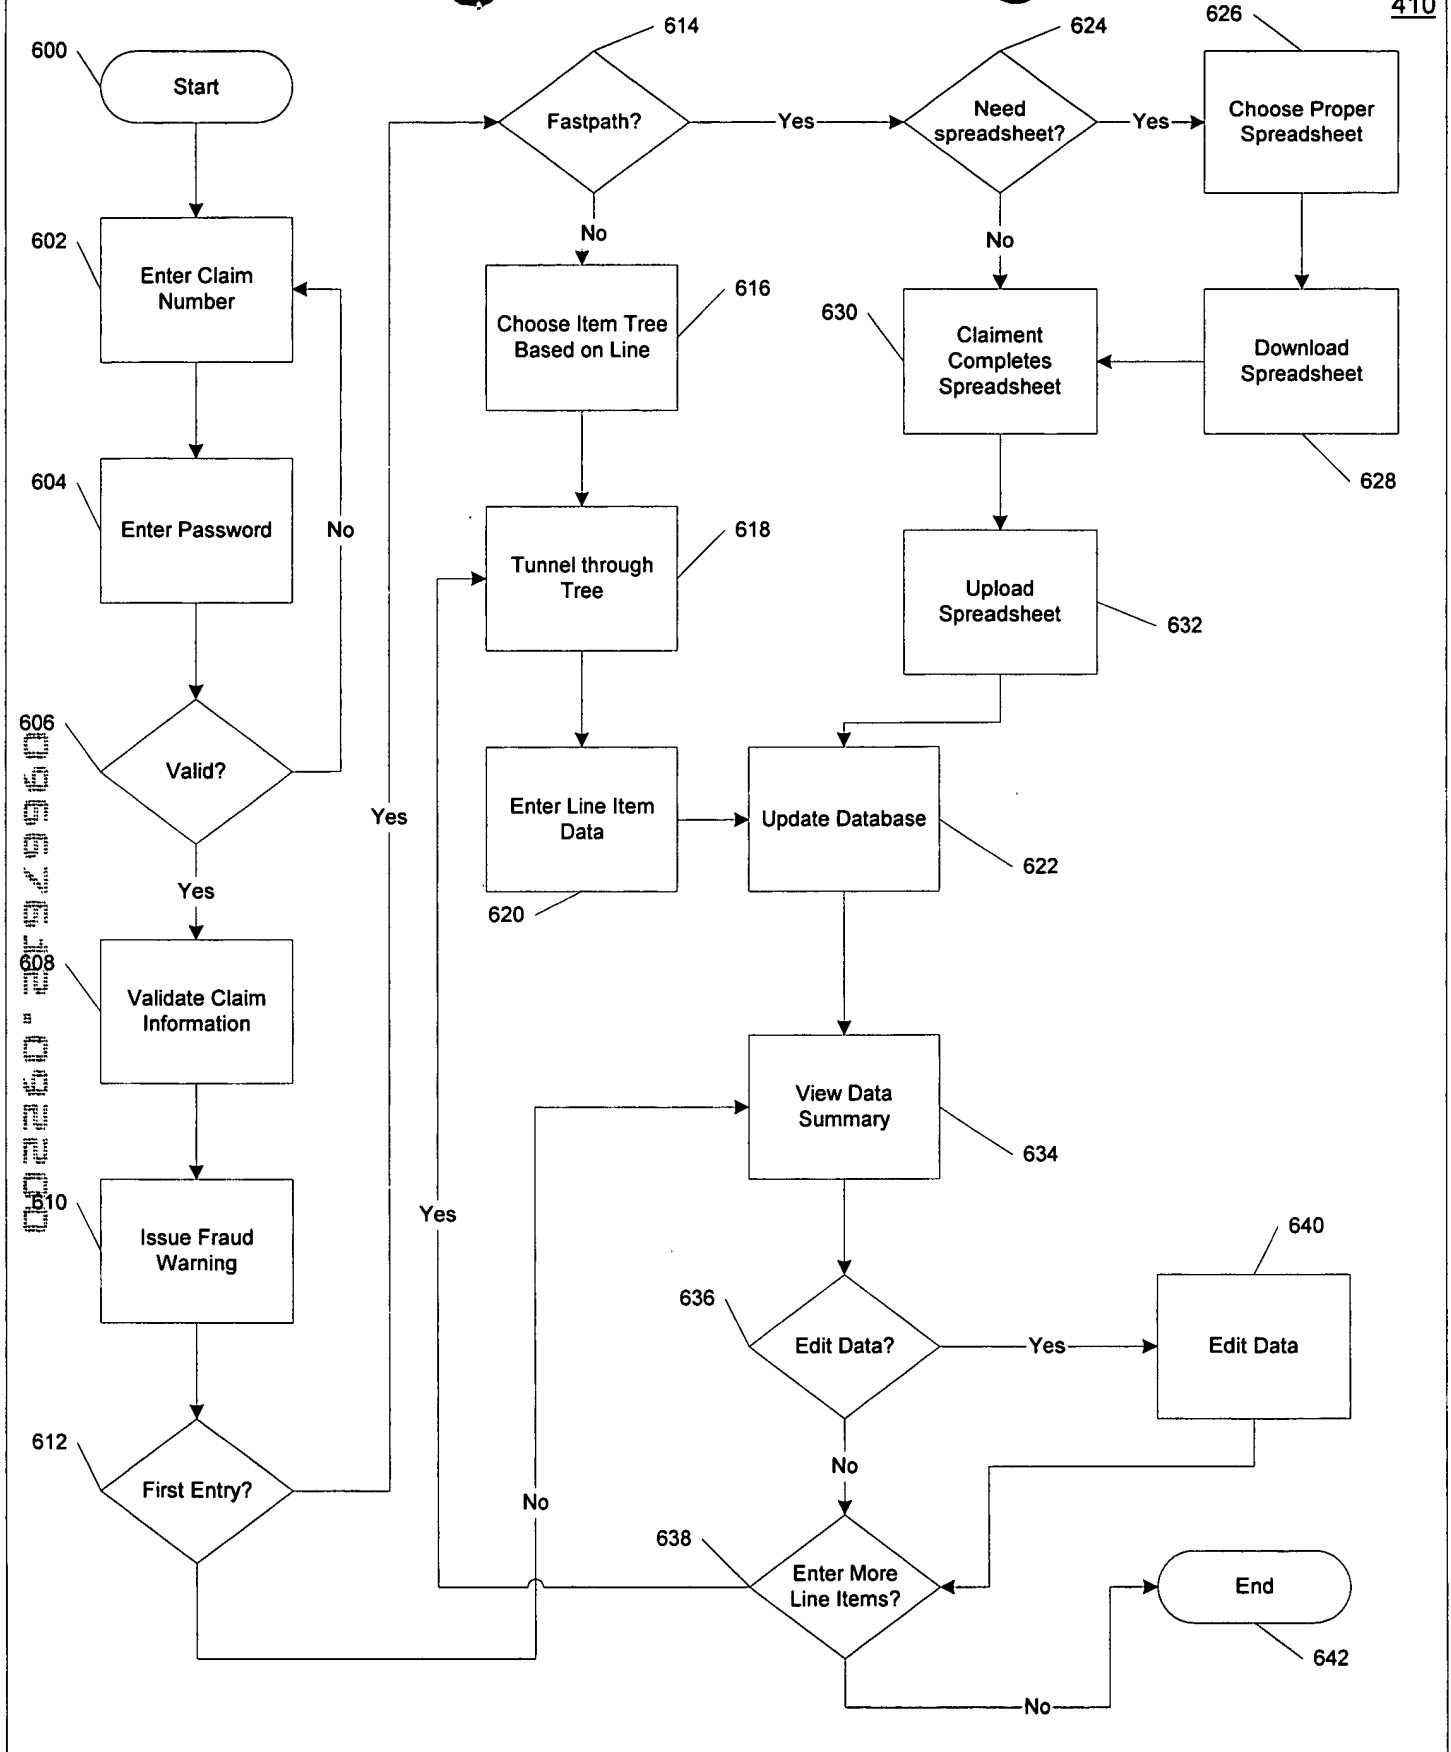 410
600
Start
602
Enter Claim
Number
604
Enter Password
No
606
Valid?
Yes
608
Validate Claim
Information
610
Issue Fraud
Warning
612
First Entry?
Yes
No
614
Fastpath?
Yes
No
616
Choose Item Tree
Based on Line
618
Tunnel through
Tree
620
Enter Line Item
Data
622
Update Database
624
Need
spreadsheet?
Yes
No
626
Choose Proper
Spreadsheet
628
Download
Spreadsheet
630
Claiment
Completes
Spreadsheet
632
Upload
Spreadsheet
634
View Data
Summary
636
Edit Data?
Yes
No
640
Edit Data
638
Enter More
Line Items?
Yes
No
End
642
09667612.092200